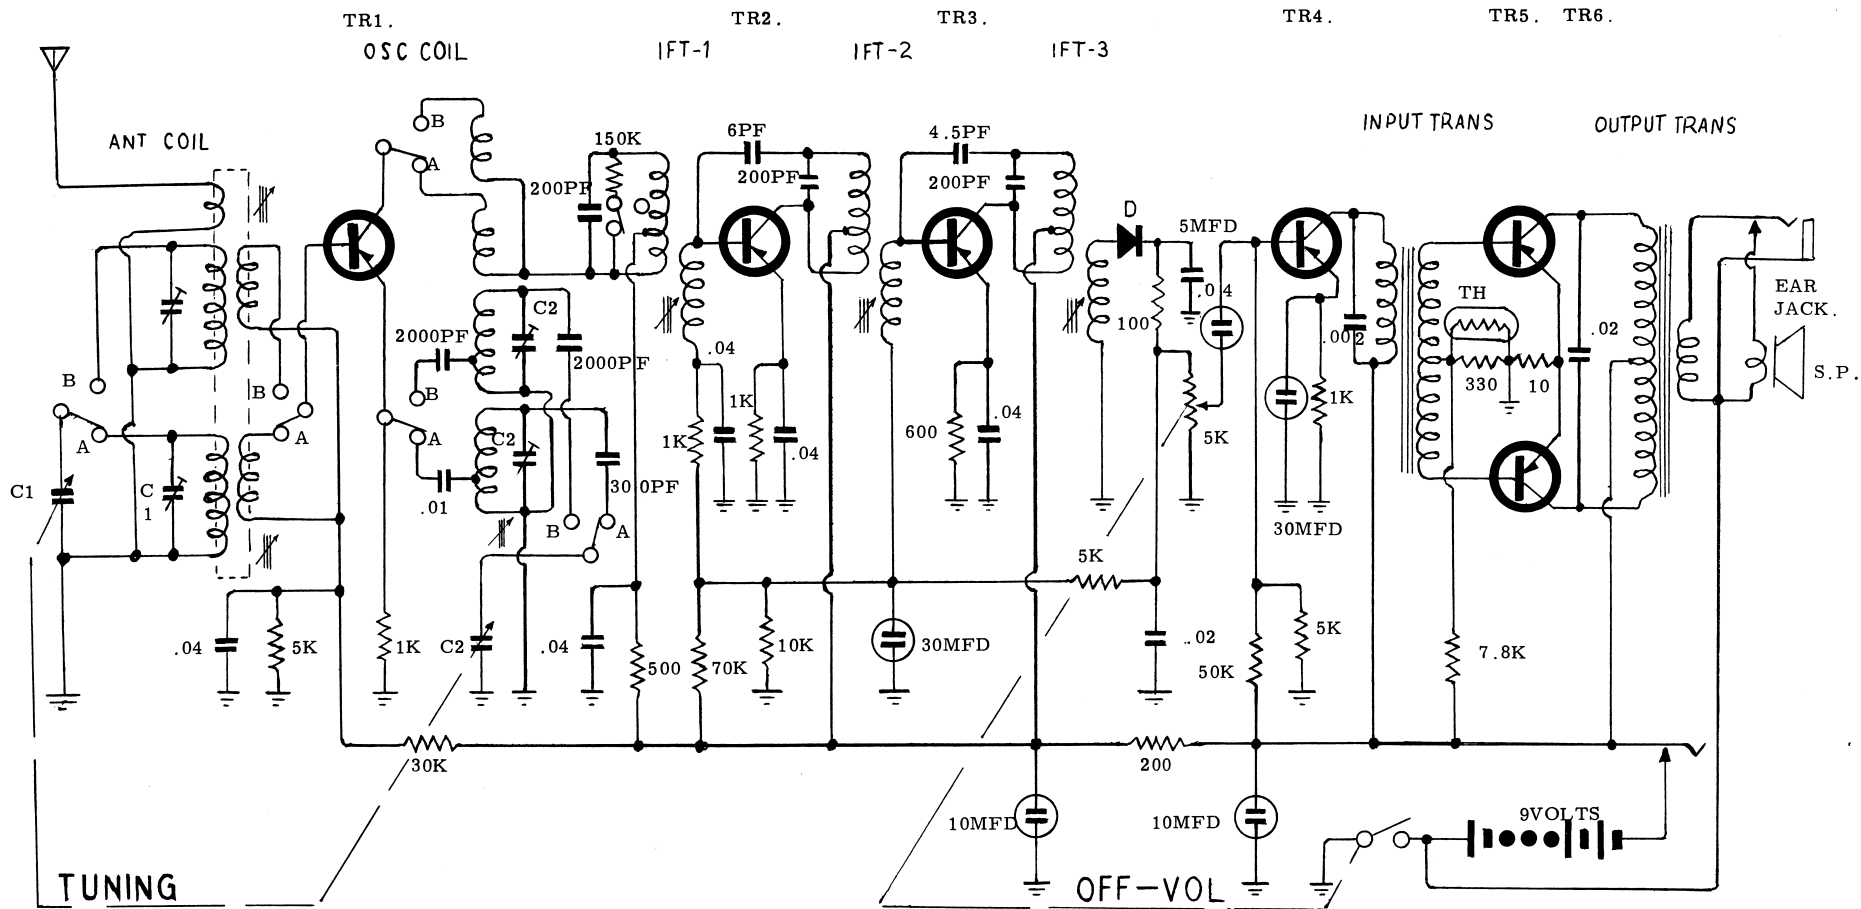 TR1.
TR2.
TR3.
TR4.
TR5. TR6.
OSC COIL
IFT-1
IFT-2
IFT-3
ANT COIL
INPUT TRANS
OUTPUT TRANS
B
A
150K
200PF
6PF
200PF
4.5PF
200PF
D
5MFD
.04
100
.002
TH
330
10
.02
EAR
JACK.
S.P.
B
B
A
A
C1
C
1
2000PF
C2
2000PF
B
A
C2
.01
300PF
B
A
.04
1K
1K
.04
600
.04
5K
1K
30MFD
5K
.04
5K
1K
C2
.04
500
70K
10K
30MFD
.02
50K
5K
7.8K
30K
200
10MFD
10MFD
9VOLTS
TUNING
OFF-VOL